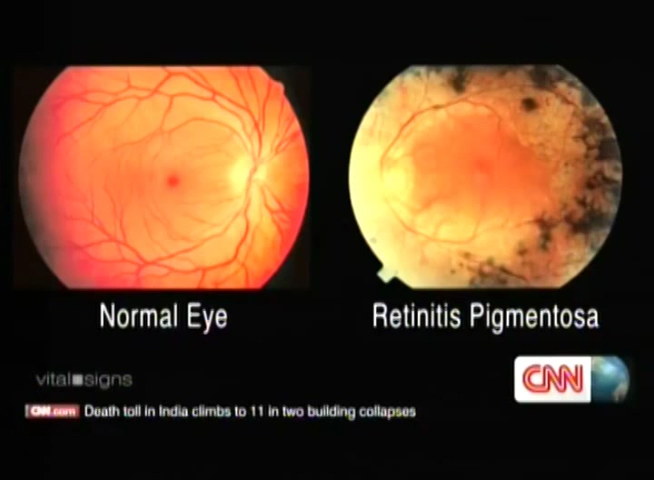 Normal Eye
Retinitis Pigmentosa
vital signs
CNN
CNN.com Death toll in India climbs to 11 in two building collapses